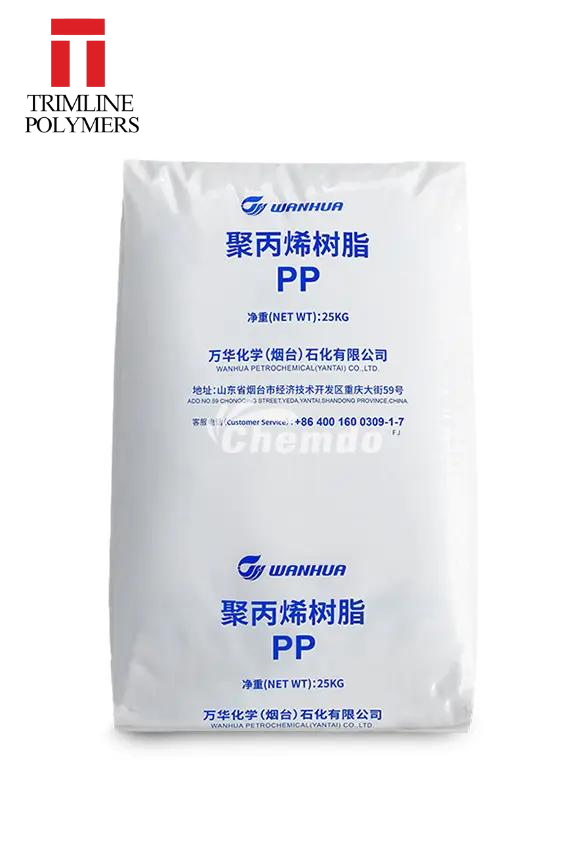 TRIMLINE
POLYMERS
WANHUA
聚丙烯树脂
PP
净重(NET WT):25KG
万华化学(烟台)石化有限公司
WANHUA PETROCHEMICAL(YANTAI) CO.,LTD.
地址:山东省烟台市经济技术开发区重庆大街59号
ADD:NO.59 CHONGQING STREET,YEDA,YANTAI,SHANDONG PROVINCE,CHINA.
客服电话(Customer Service):+86 400 160 0309-1-7
FJ
Chemdo
WANHUA
聚丙烯树脂
PP
净重(NET WT):25KG
万华化学(烟台)石化有限公司
WANHUA PETROCHEMICAL(YANTAI) CO.,LTD.